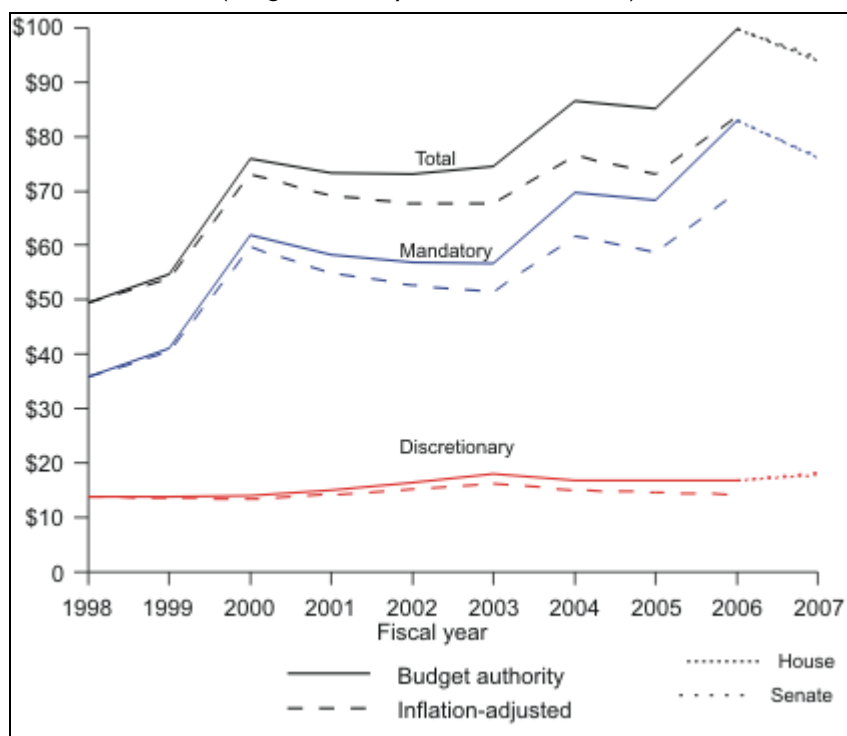 $100
$90
$80
Total
$70
Mandatory
$60
$50
$40
$30
Discretionary
$20
$10
0
1998 1999 2000 2001 2002 2003 2004 2005 2006 2007
Fiscal year
Budget authority
House
Inflation-adjusted
Senate